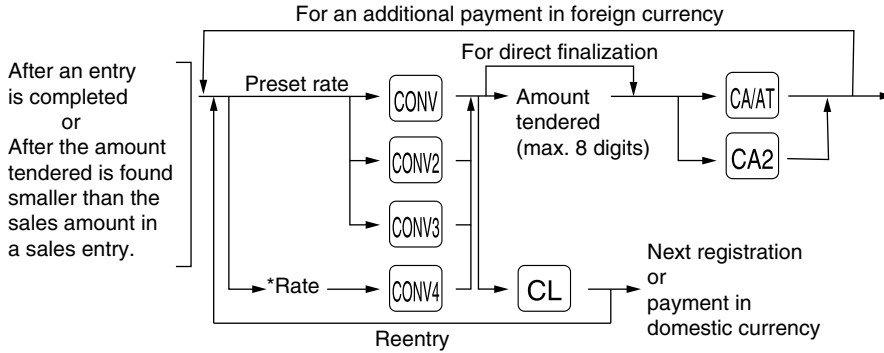 For an additional payment in foreign currency
For direct finalization
After an entry
is completed
or
After the amount
tendered is found
smaller than the
sales amount in
a sales entry.
Preset rate
CONV
CONV2
CONV3
*Rate
CONV4
Amount
tendered
(max. 8 digits)
CA/AT
CA2
CL
Next registration
or
payment in
domestic currency
Reentry